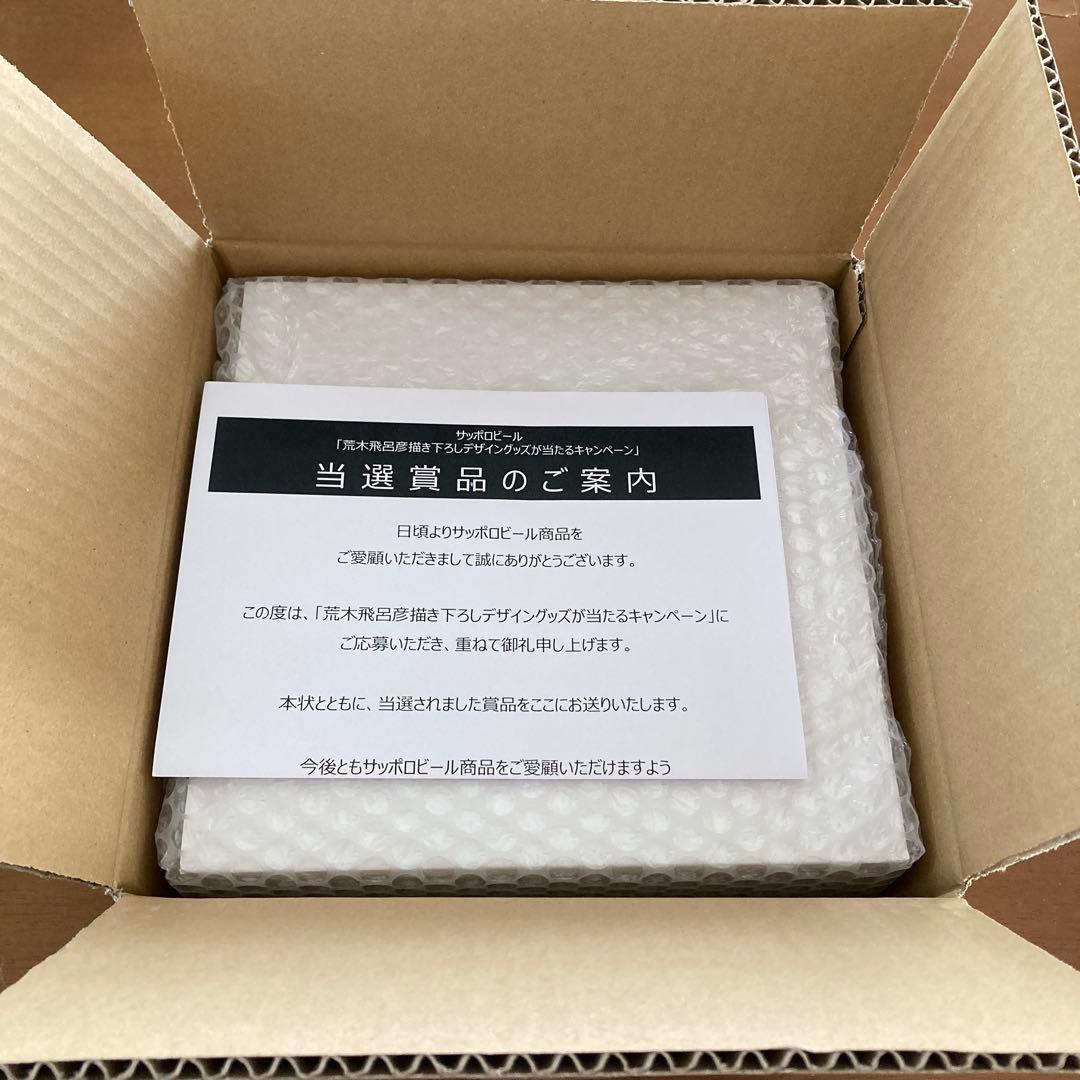 サッポロビール
「荒木飛呂彦描き下ろしデザイングッズが当たるキャンペーン」
当選賞品のご案内
日頃よりサッポロビール商品を
ご愛顧いただきまして誠にありがとうございます。
この度は、「荒木飛呂彦描き下ろしデザイングッズが当たるキャンペーン」に
ご応募いただき、重ねて御礼申し上げます。
本状とともに、当選されました賞品をここにお送りいたします。
今後ともサッポロビール商品をご愛顧いただけますよう